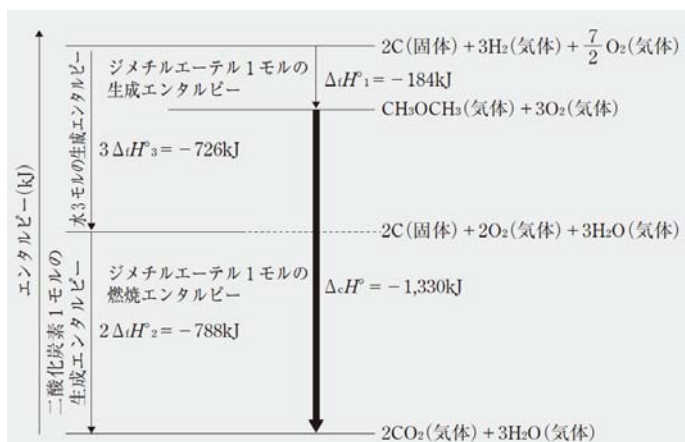 2C(固体)+3H₂(気体)+7/2 O₂(気体)
ジメチルエーテル1モルの
生成エンタルピー
ΔfH°₁=−184kJ
CH₃OCH₃(気体)+3O₂(気体)
水3モルの生成エンタルピー
3ΔfH°₃=−726kJ
エンタルピー(kJ)
2C(固体)+2O₂(気体)+3H₂O(気体)
ジメチルエーテル1モルの
燃焼エンタルピー
ΔcH°=−1,330kJ
二酸化炭素1モルの
生成エンタルピー
2ΔfH°₂=−788kJ
2CO₂(気体)+3H₂O(気体)